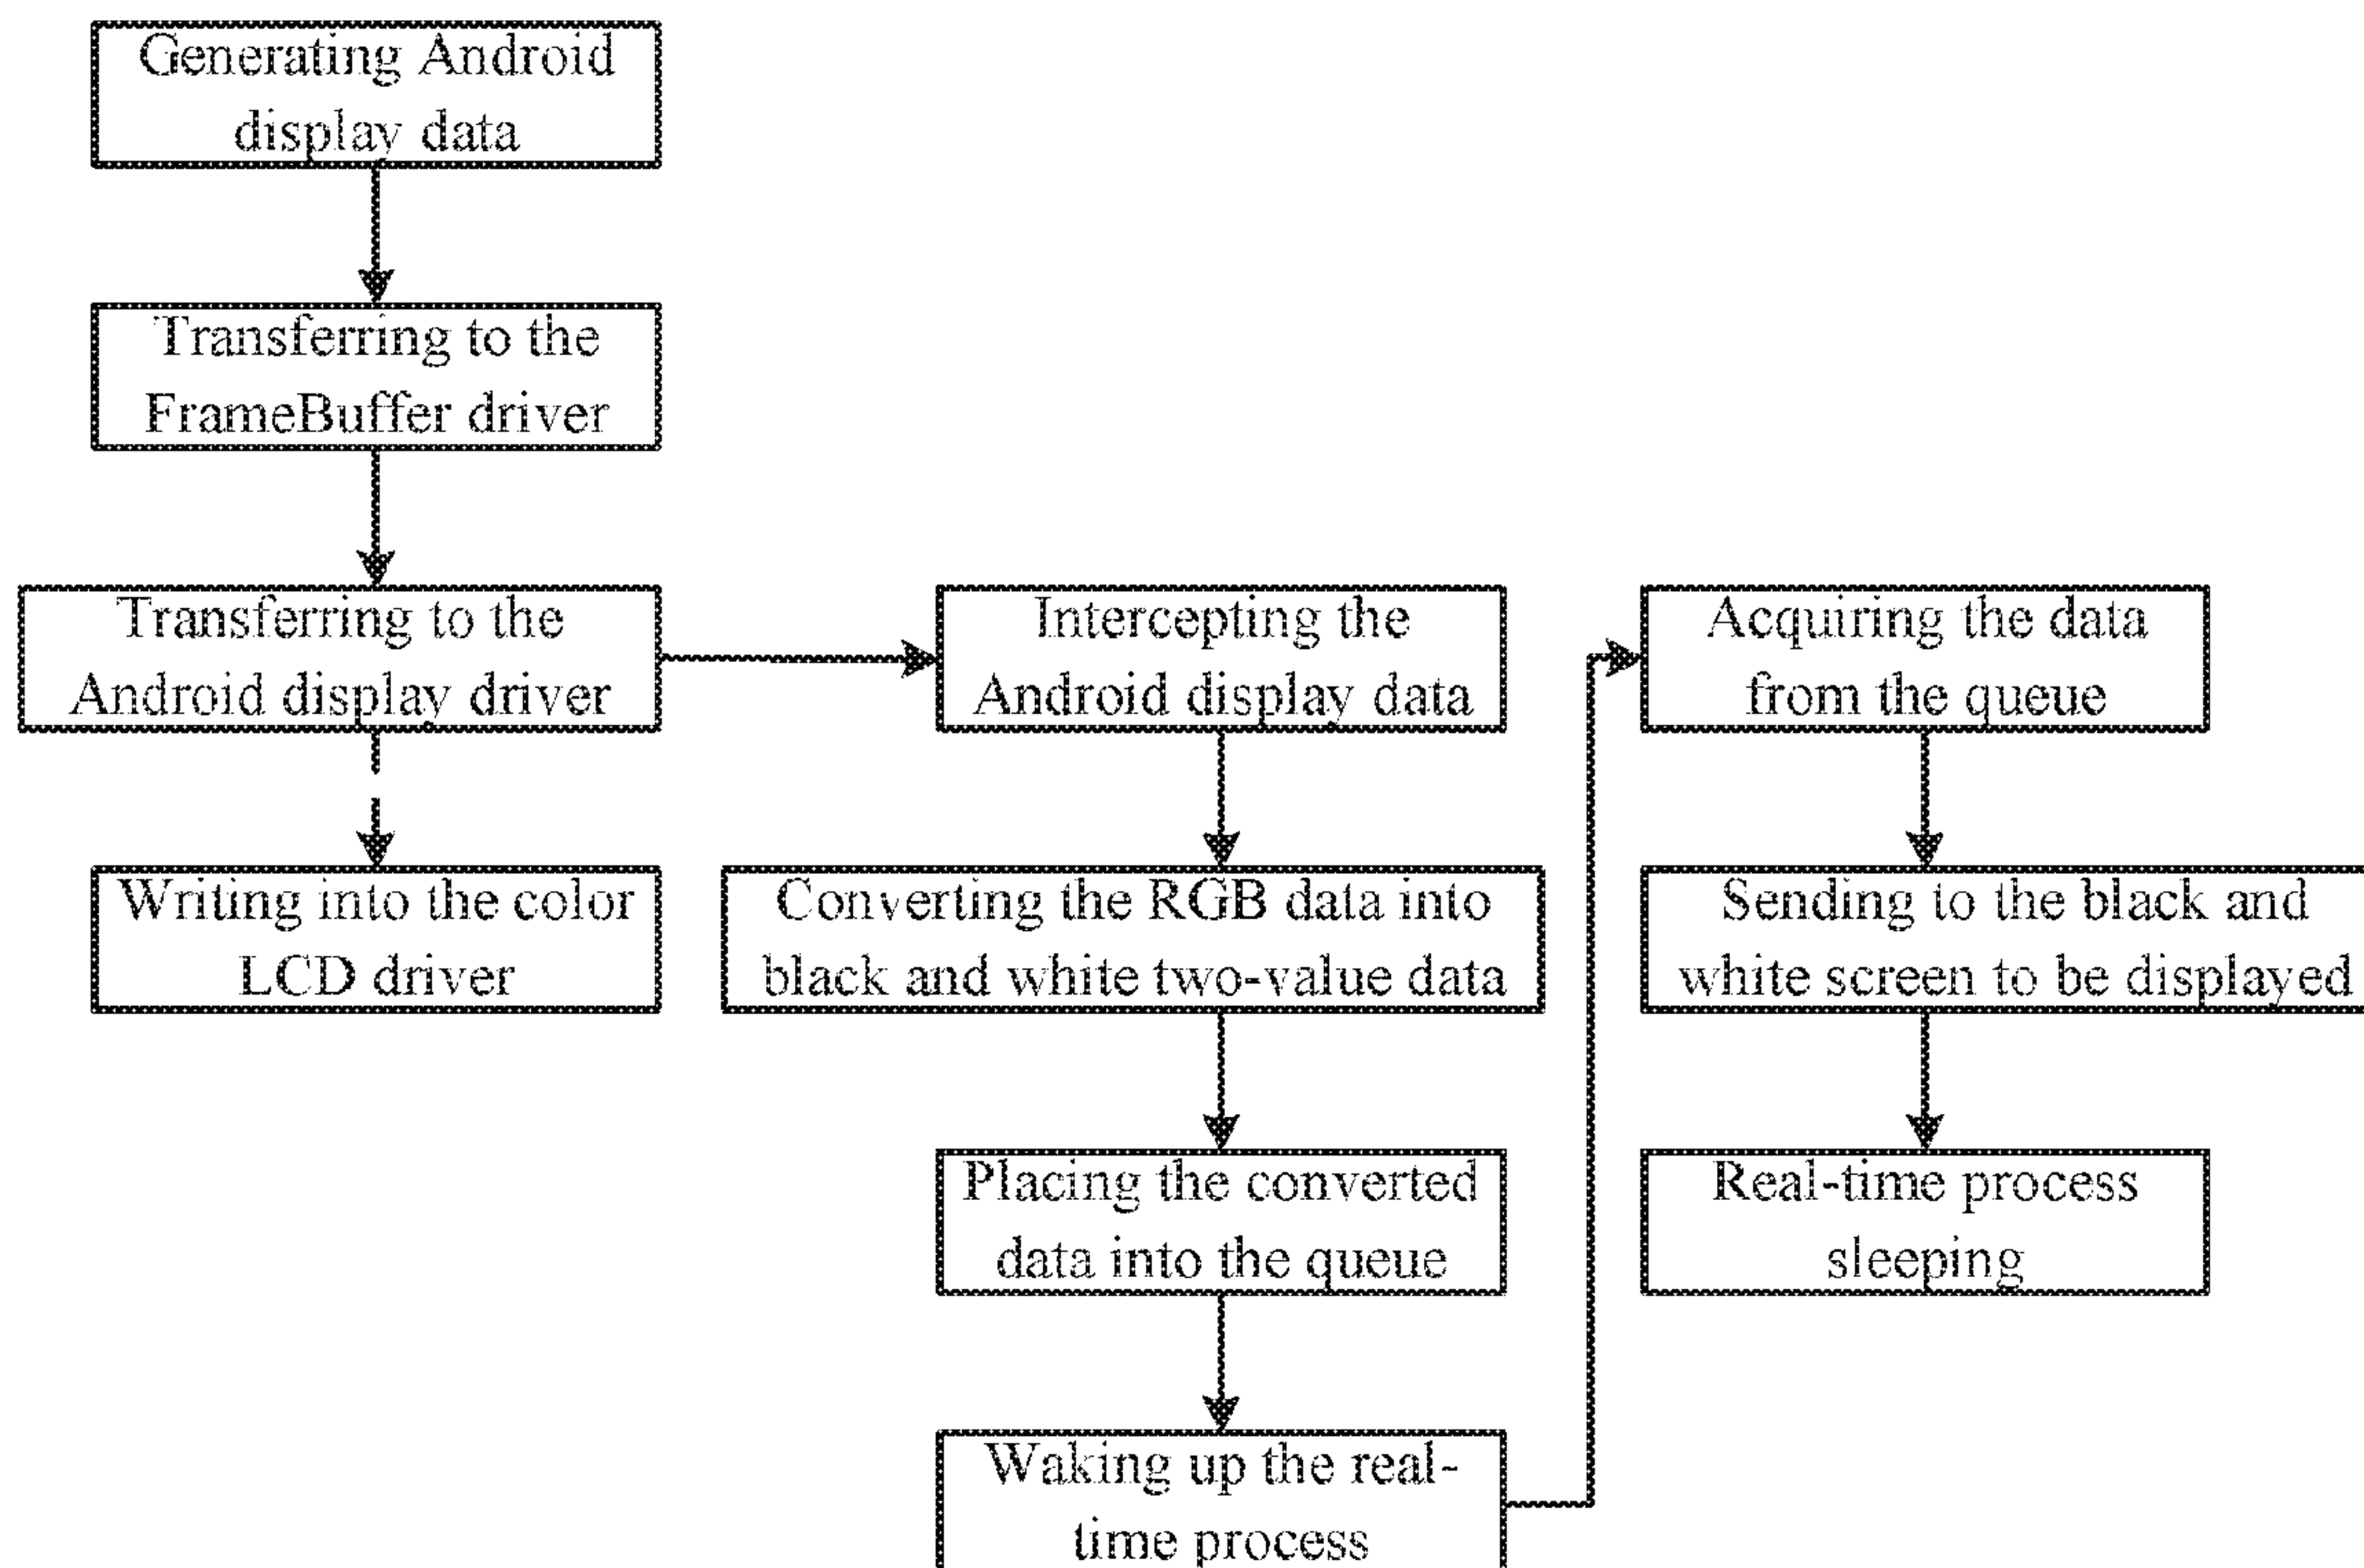 Generating Android
display data
Transferring to the
FrameBuffer driver
Transferring to the
Android display driver
Writing into the color
LCD driver
Intercepting the
Android display data
Converting the RGB data into
black and white two-value data
Placing the converted
data into the queue
Waking up the real-
time process
Acquiring the data
from the queue
Sending to the black and
white screen to be displayed
Real-time process
sleeping